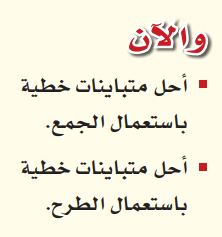 والآن
▪ أحل متباينات خطية
باستعمال الجمع.
▪ أحل متباينات خطية
باستعمال الطرح.